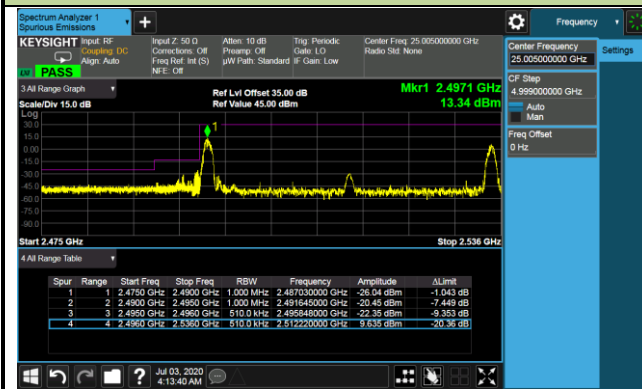 Spectrum Analyzer 1
Spurious Emissions
Frequency
KEYSIGHT
Input: RF
Coupling: DC
Align: Auto
Input Z: 50 Ω
Corrections: Off
Freq Ref: Int (S)
NFE: Off
Atten: 10 dB
Preamp: Off
µW Path: Standard
Trig: Periodic
Gate: LO
IF Gain: Low
Center Freq: 25.005000000 GHz
Radio Std: None
PASS
Center Frequency
25.005000000 GHz
Settings
CF Step
4.999000000 GHz
Auto
Man
Freq Offset
0 Hz
3 All Range Graph
Scale/Div 15.0 dB
Ref Lvl Offset 35.00 dB
Ref Value 45.00 dBm
Mkr1 2.4971 GHz
13.34 dBm
Log
30.0
15.0
0.00
-15.0
-30.0
-45.0
-60.0
-75.0
-90.0
1
Start 2.475 GHz
Stop 2.536 GHz
4 All Range Table
Spur Range Start Freq Stop Freq RBW Frequency Amplitude ΔLimit
1 1 2.4750 GHz 2.4900 GHz 1.000 MHz 2.487030000 GHz -26.04 dBm -1.043 dB
2 2 2.4900 GHz 2.4950 GHz 1.000 MHz 2.491645000 GHz -20.45 dBm -7.449 dB
3 3 2.4950 GHz 2.4960 GHz 510.0 kHz 2.495848000 GHz -22.35 dBm -9.353 dB
4 4 2.4960 GHz 2.5360 GHz 510.0 kHz 2.512220000 GHz 9.635 dBm -20.36 dB
Jul 03, 2020
4:13:40 AM